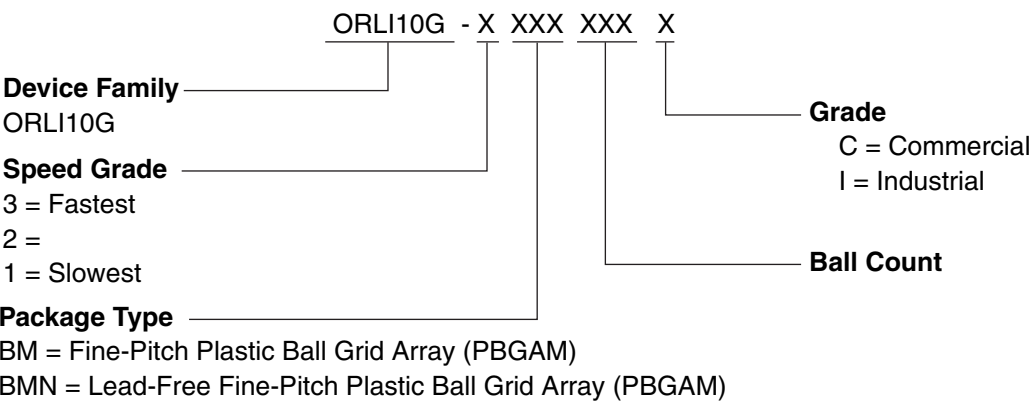 ORLI10G - X XXX XXX X
Device Family
ORLI10G
Speed Grade
3 = Fastest
2 =
1 = Slowest
Package Type
BM = Fine-Pitch Plastic Ball Grid Array (PBGAM)
BMN = Lead-Free Fine-Pitch Plastic Ball Grid Array (PBGAM)
Grade
C = Commercial
I = Industrial
Ball Count